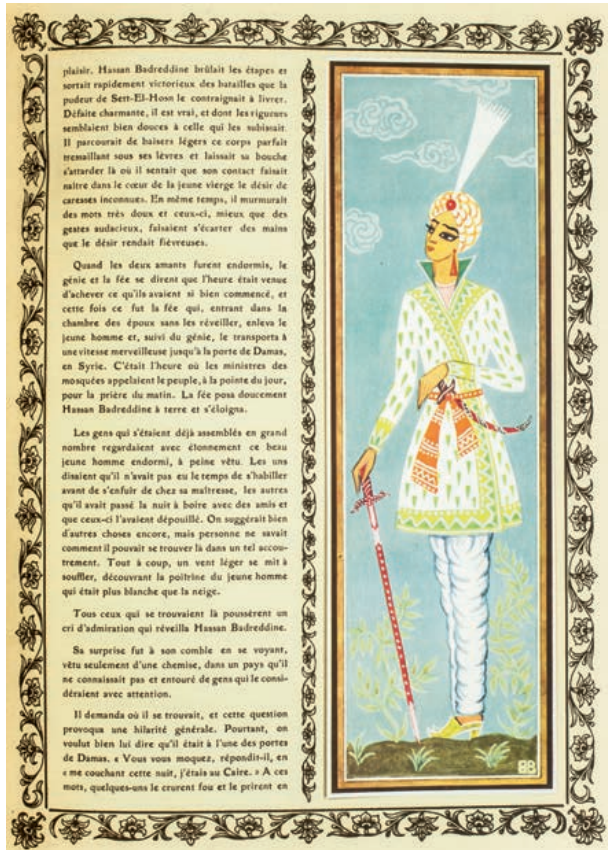 plaisir. Hassan Badreddine brûlait les étapes et
sortait rapidement victorieux des batailles que la
pudeur de Sett-El-Hosn le contraignait à livrer.
Défaite charmante, il est vrai, et dont les rigueurs
semblaient bien douces à celle qui les subissait.
Il parcourait de baisers légers ce corps parfait
tressaillant sous ses lèvres et laissait sa bouche
s'attarder là où il sentait que son contact faisait
naître dans le cœur de la jeune vierge le désir de
caresses inconnues. En même temps, il murmurait
des mots très doux et ceux-ci, mieux que des
gestes audacieux, faisaient s'écarter des mains
que le désir rendait fiévreuses.
Quand les deux amants furent endormis, le
génie et la fée se dirent que l'heure était venue
d'achever ce qu'ils avaient si bien commencé, et
cette fois ce fut la fée qui, entrant dans la
chambre des époux sans les réveiller, enleva le
jeune homme et, suivi du génie, le transporta à
une vitesse merveilleuse jusqu'à la porte de Damas,
en Syrie. C'était l'heure où les ministres des
mosquées appelaient le peuple, à la pointe du jour,
pour la prière du matin. La fée posa doucement
Hassan Badreddine à terre et s'éloigna.
Les gens qui s'étaient déjà assemblés en grand
nombre regardaient avec étonnement ce beau
jeune homme endormi, à peine vêtu. Les uns
disaient qu'il n'avait pas eu le temps de s'habiller
avant de s'enfuir de chez sa maîtresse, les autres
qu'il avait passé la nuit à boire avec des amis et
que ceux-ci l'avaient dépouillé. On suggérait bien
d'autres choses encore, mais personne ne savait
comment il pouvait se trouver là dans un tel accou-
trement. Tout à coup, un vent léger se mit à
souffler, découvrant la poitrine du jeune homme
qui était plus blanche que la neige.
Tous ceux qui se trouvaient là poussèrent un
cri d'admiration qui réveilla Hassan Badreddine.
Sa surprise fut à son comble en se voyant,
vêtu seulement d'une chemise, dans un pays qu'il
ne connaissait pas et entouré de gens qui le consi-
déraient avec attention.
Il demanda où il se trouvait, et cette question
provoqua une hilarité générale. Pourtant, on
voulut bien lui dire qu'il était à l'une des portes
de Damas. « Vous vous moquez, répondit-il, en
« me couchant cette nuit, j'étais au Caire. » A ces
mots, quelques-uns le crurent fou et le prirent en